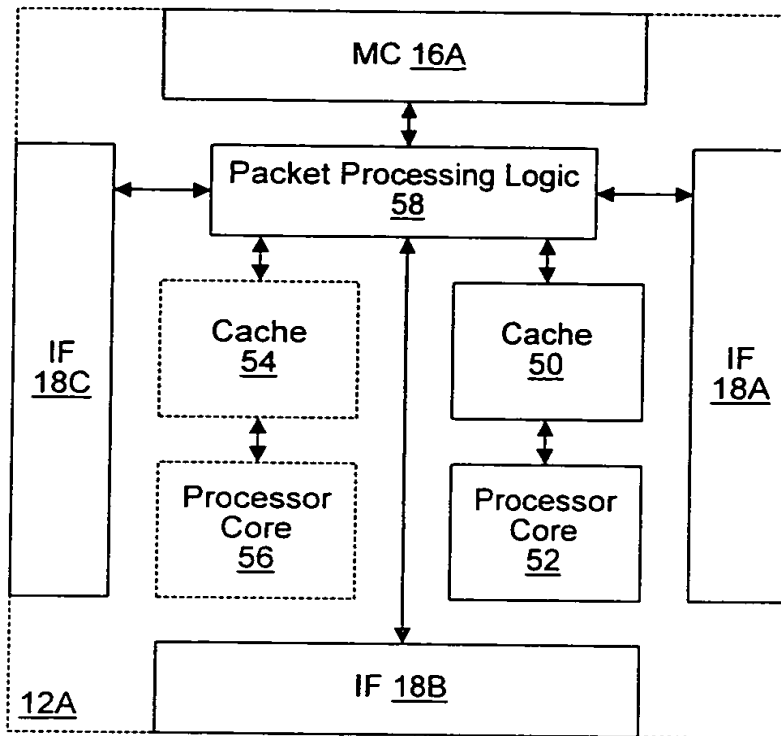 MC 16A
Packet Processing Logic
58
IF
18C
Cache
54
Cache
50
IF
18A
Processor
Core
56
Processor
Core
52
12A
IF 18B